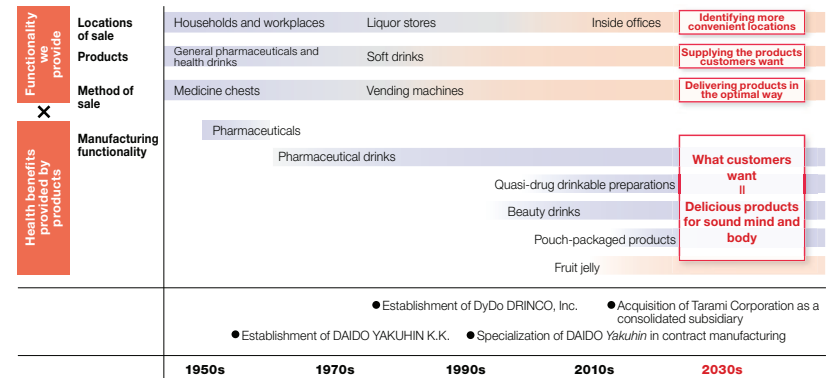 Functionality
we
provide
Locations
of sale
Households and workplaces
Liquor stores
Inside offices
Identifying more
convenient locations
Products
General pharmaceuticals and
health drinks
Soft drinks
Supplying the products
customers want
Method of
sale
Medicine chests
Vending machines
Delivering products in
the optimal way
×
Health benefits
provided by
products
Manufacturing
functionality
Pharmaceuticals
Pharmaceutical drinks
Quasi-drug drinkable preparations
Beauty drinks
Pouch-packaged products
Fruit jelly
What customers
want
=
Delicious products
for sound mind and
body
●Establishment of DyDo DRINCO, Inc.
●Acquisition of Tarami Corporation as a
consolidated subsidiary
●Establishment of DAIDO YAKUHIN K.K.
●Specialization of DAIDO Yakuhin in contract manufacturing
1950s
1970s
1990s
2010s
2030s